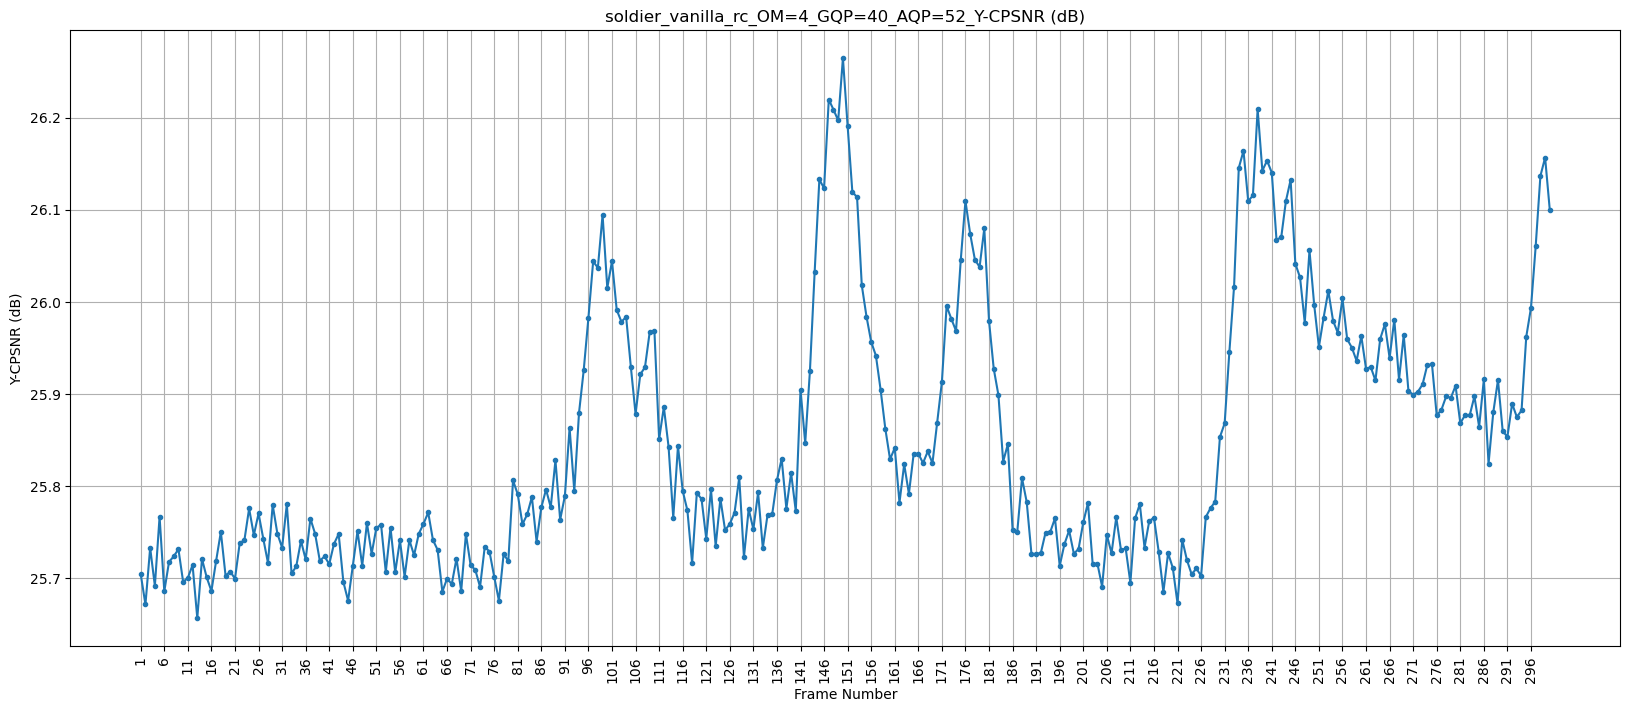 soldier_vanilla_rc_OM=4_GQP=40_AQP=52_Y-CPSNR (dB)
Y-CPSNR (dB)
26.2
26.1
26.0
25.9
25.8
25.7
1 6 11 16 21 26 31 36 41 46 51 56 61 66 71 76 81 86 91 96 101 106 111 116 121 126 131 136 141 146 151 156 161 166 171 176 181 186 191 196 201 206 211 216 221 226 231 236 241 246 251 256 261 266 271 276 281 286 291 296
Frame Number